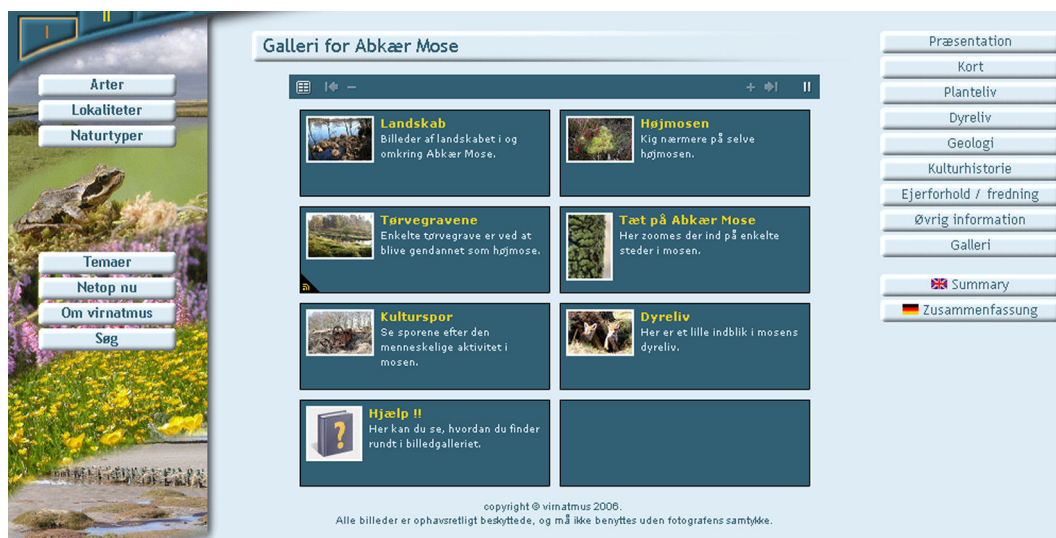 I
II
Arter
Lokaliteter
Naturtyper
Temaer
Netop nu
Om virnatmus
Søg
Galleri for Abkær Mose
Landskab
Billeder af landskabet i og
omkring Abkær Mose.
Højmosen
Kig nærmere på selve
højmosen.
Tørvegravene
Enkelte tørvegrave er ved at
blive gendannet som højmose.
Tæt på Abkær Mose
Her zoomes der ind på enkelte
steder i mosen.
Kulturspor
Se sporene efter den
menneskelige aktivitet i
mosen.
Dyreliv
Her er et lille indblik i mosens
dyreliv.
?
Hjælp !!
Her kan du se, hvordan du finder
rundt i billedgalleriet.
copyright © virnatmus 2006.
Alle billeder er ophavsretligt beskyttede, og må ikke benyttes uden fotografens samtykke.
Præsentation
Kort
Planteliv
Dyreliv
Geologi
Kulturhistorie
Ejerforhold / fredning
Øvrig information
Galleri
Summary
Zusammenfassung